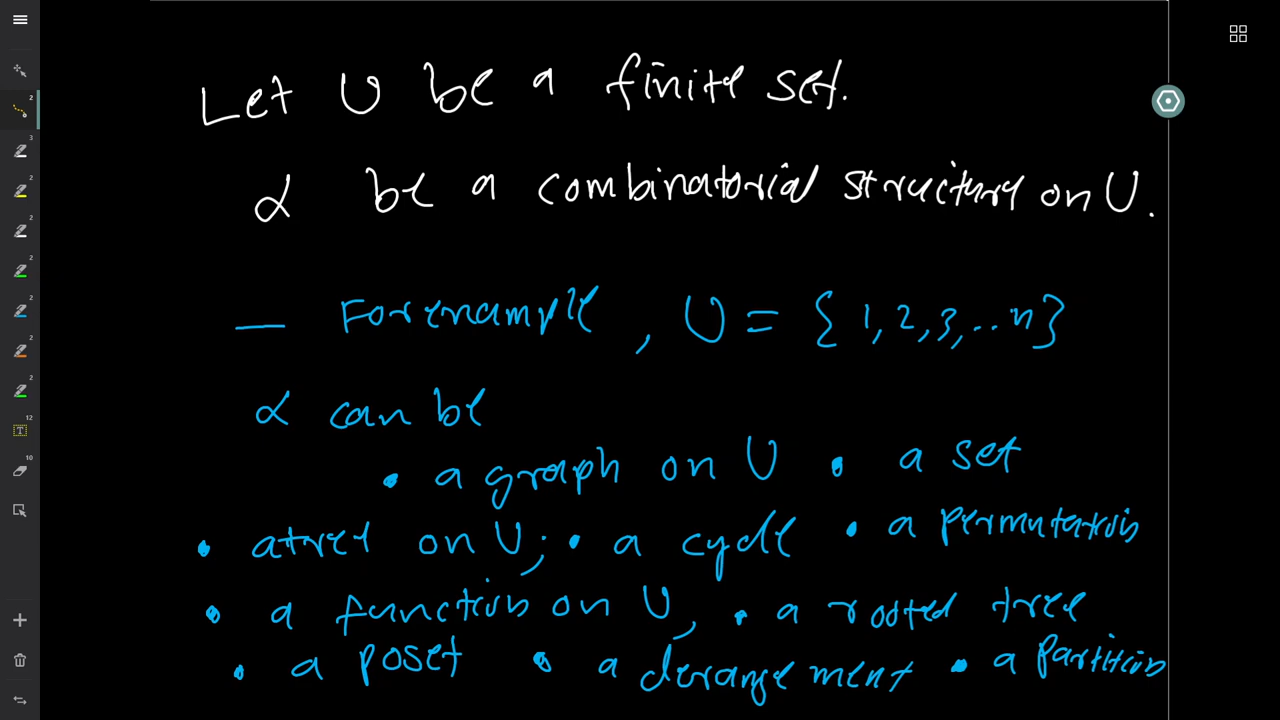 Let U be a finite set.
α be a combinatorial structure on U.
— For example, U = {1,2,3,..n}
α can be
• a graph on U • a set
• a tree on U; • a cycle • a permutation
• a function on U, • a rooted tree
• a poset • a derangement • a partition